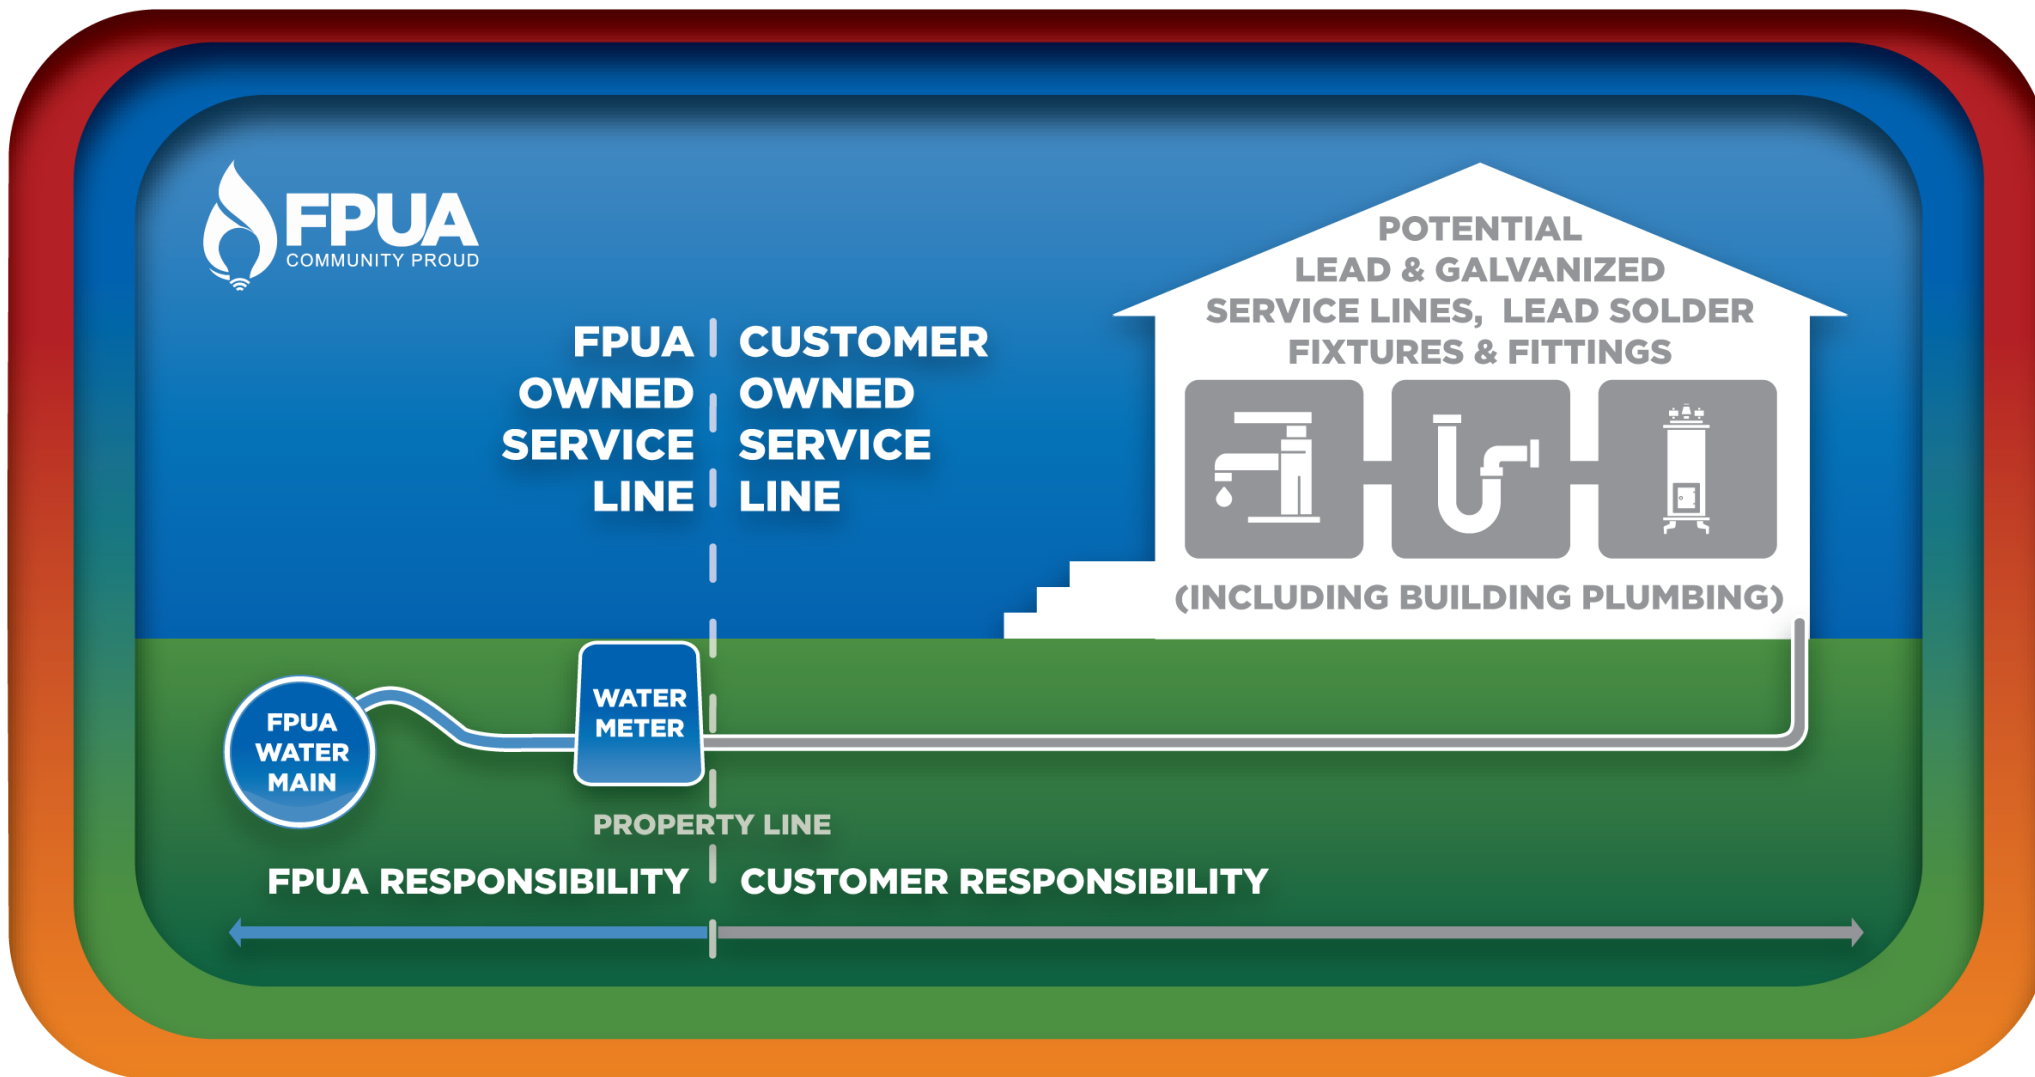 FPUA
COMMUNITY PROUD
FPUA
OWNED
SERVICE
LINE
CUSTOMER
OWNED
SERVICE
LINE
POTENTIAL
LEAD & GALVANIZED
SERVICE LINES, LEAD SOLDER
FIXTURES & FITTINGS
(INCLUDING BUILDING PLUMBING)
FPUA
WATER
MAIN
WATER
METER
PROPERTY LINE
FPUA RESPONSIBILITY
CUSTOMER RESPONSIBILITY